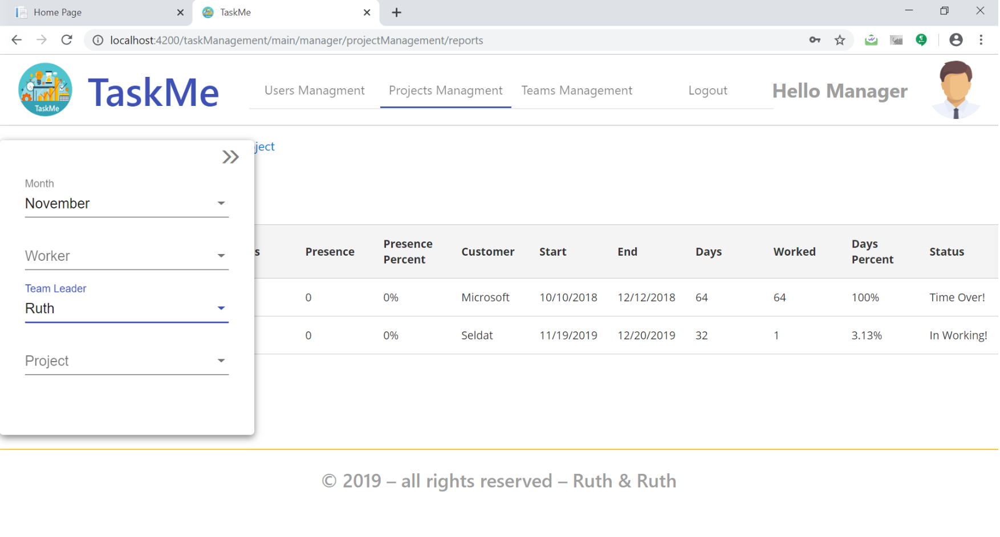 Home Page
TaskMe
localhost:4200/taskManagement/main/manager/projectManagement/reports
TaskMe
TaskMe
Users Managment
Projects Managment
Teams Management
Logout
Hello Manager
ject
Month
November
Worker
Team Leader
Ruth
Project
s Presence Presence Percent Customer Start End Days Worked Days Percent Status
0 0% Microsoft 10/10/2018 12/12/2018 64 64 100% Time Over!
0 0% Seldat 11/19/2019 12/20/2019 32 1 3.13% In Working!
© 2019 – all rights reserved – Ruth & Ruth